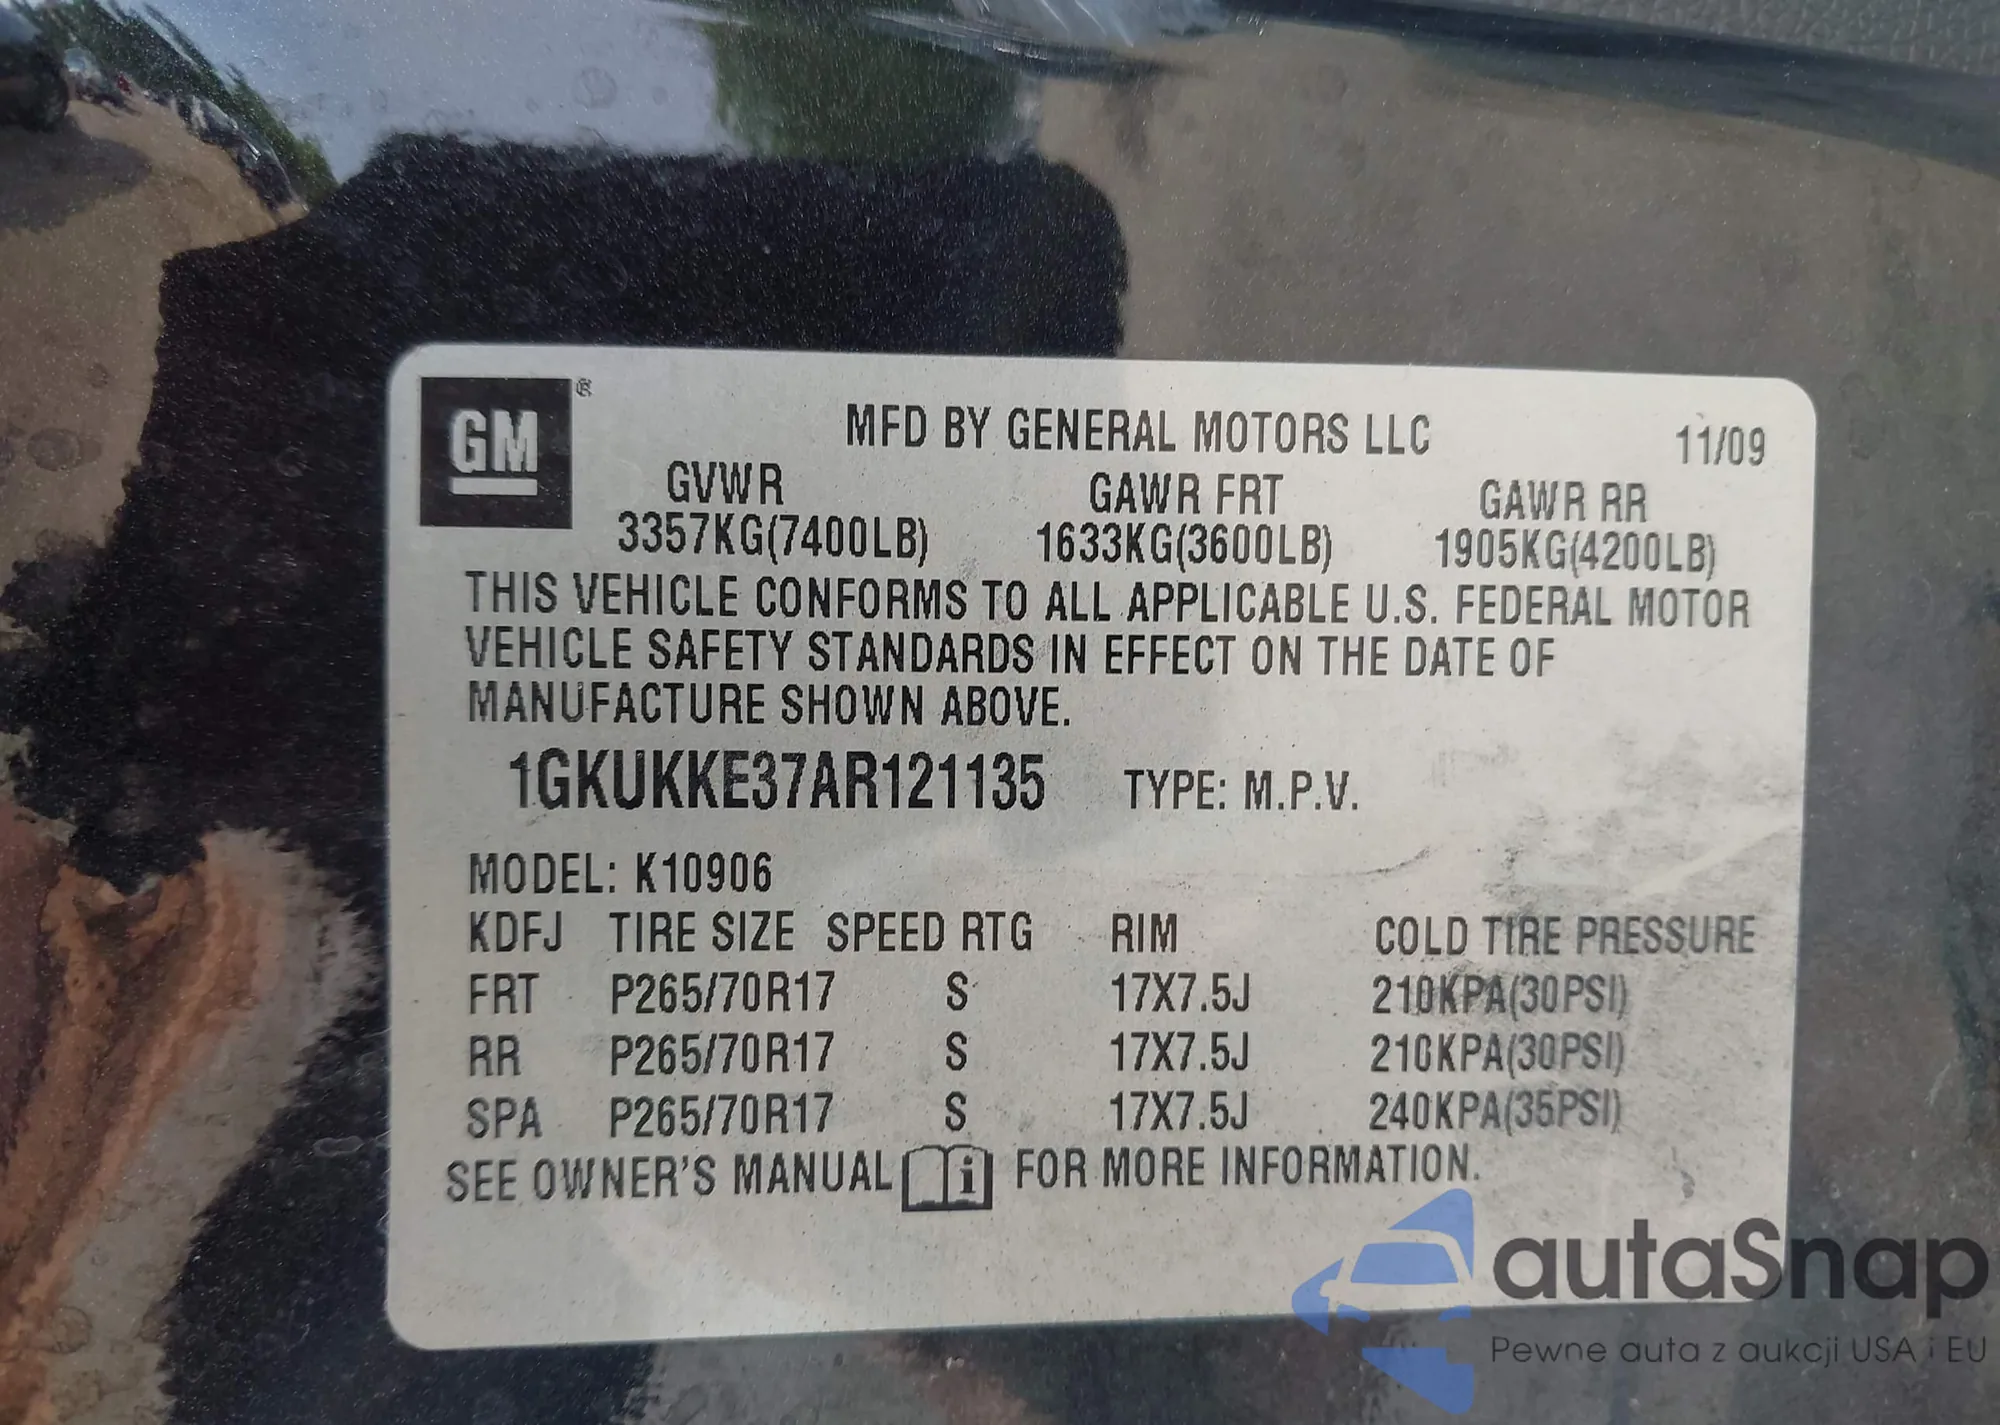 GM ®
MFD BY GENERAL MOTORS LLC 11/09
GVWR GAWR FRT GAWR RR
3357KG(7400LB) 1633KG(3600LB) 1905KG(4200LB)
THIS VEHICLE CONFORMS TO ALL APPLICABLE U.S. FEDERAL MOTOR
VEHICLE SAFETY STANDARDS IN EFFECT ON THE DATE OF
MANUFACTURE SHOWN ABOVE.
1GKUKKE37AR121135 TYPE: M.P.V.
MODEL: K10906
KDFJ TIRE SIZE SPEED RTG RIM COLD TIRE PRESSURE
FRT P265/70R17 S 17X7.5J 210KPA(30PSI)
RR P265/70R17 S 17X7.5J 210KPA(30PSI)
SPA P265/70R17 S 17X7.5J 240KPA(35PSI)
SEE OWNER'S MANUAL i FOR MORE INFORMATION.
autaSnap
Pewne auta z aukcji USA i EU